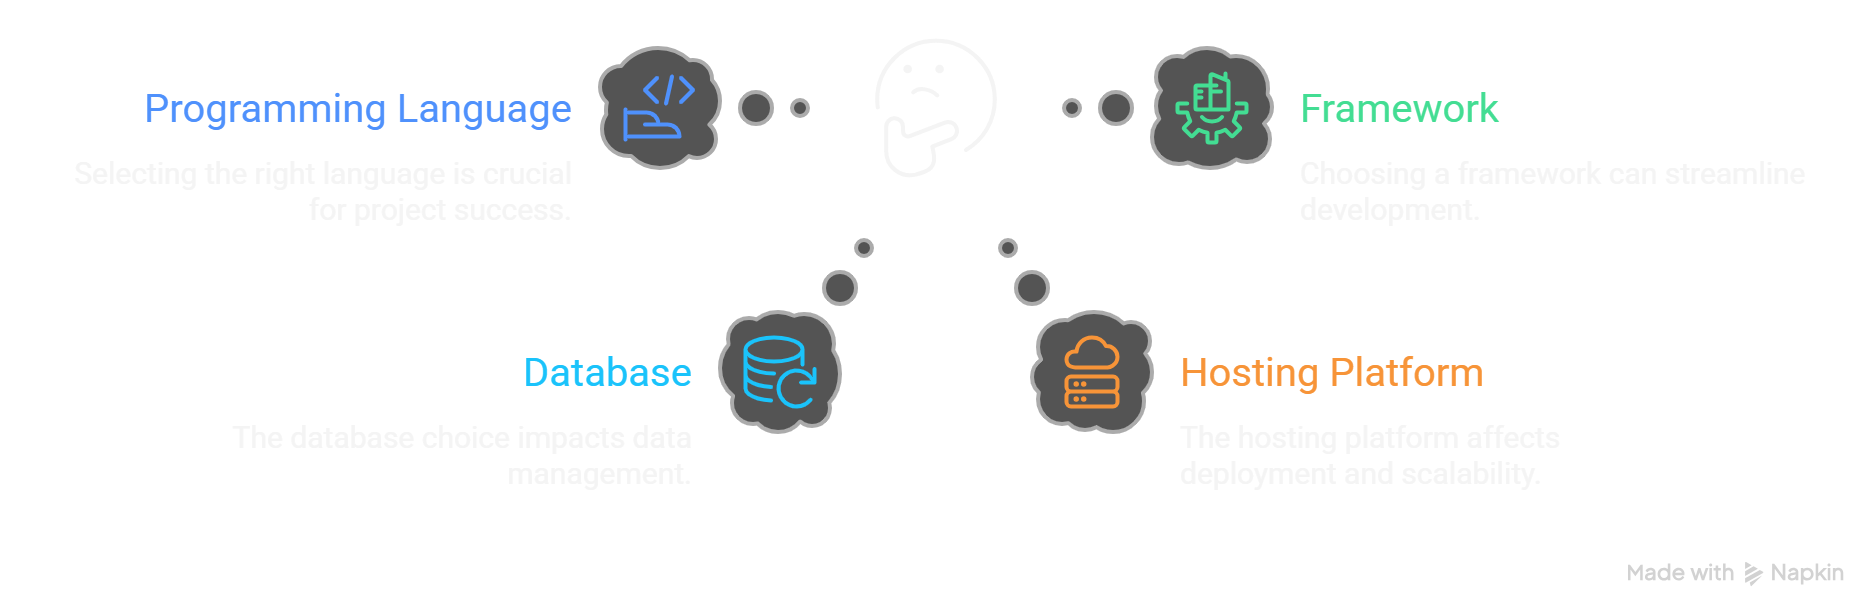 Programming Language
Selecting the right language is crucial
for project success.
Framework
Choosing a framework can streamline
development.
Database
The database choice impacts data
management.
Hosting Platform
The hosting platform affects
deployment and scalability.
Made with Napkin